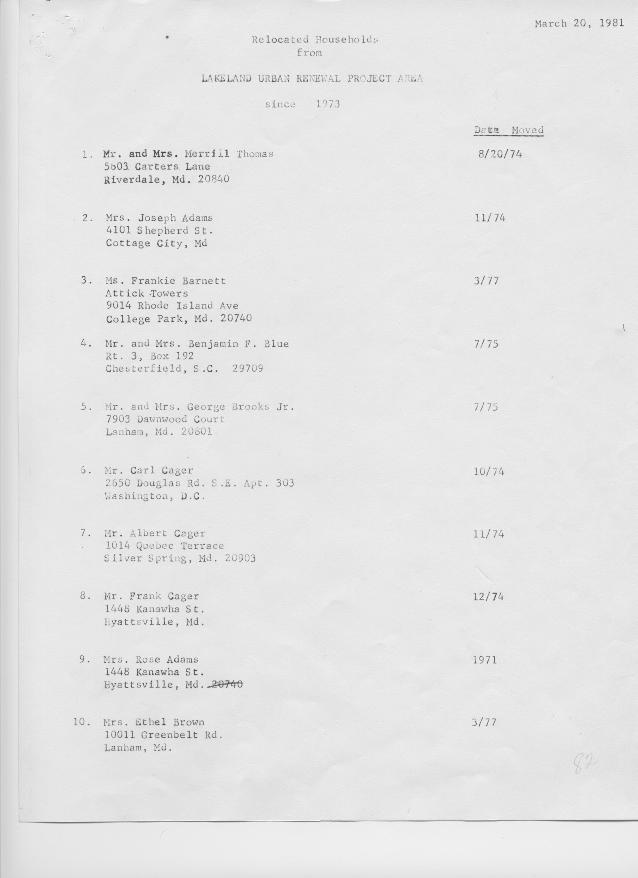 March 20, 1981
Relocated Households
from
LAKELAND URBAN RENEWAL PROJECT AREA
since 1973
Date Moved
1. Mr. and Mrs. Merrill Thomas 8/20/74
5603 Carters Lane
Riverdale, Md. 20840
2. Mrs. Joseph Adams 11/74
4101 Shepherd St.
Cottage City, Md
3. Ms. Frankie Barnett 3/77
Attick Towers
9014 Rhode Island Ave
College Park, Md. 20740
4. Mr. and Mrs. Benjamin F. Blue 7/75
Rt. 3, Box 192
Chesterfield, S.C. 29709
5. Mr. and Mrs. George Brooks Jr. 7/75
7903 Dawnwood Court
Lanham, Md. 20801
6. Mr. Carl Cager 10/74
2650 Douglas Rd. S.E. Apt. 303
Washington, D.C.
7. Mr. Albert Cager 11/74
1014 Quebec Terrace
Silver Spring, Md. 20903
8. Mr. Frank Cager 12/74
1448 Kanawha St.
Hyattsville, Md.
9. Mrs. Rose Adams 1971
1448 Kanawha St.
Hyattsville, Md. 20740
10. Mrs. Ethel Brown 3/77
10011 Greenbelt Rd.
Lanham, Md.
82